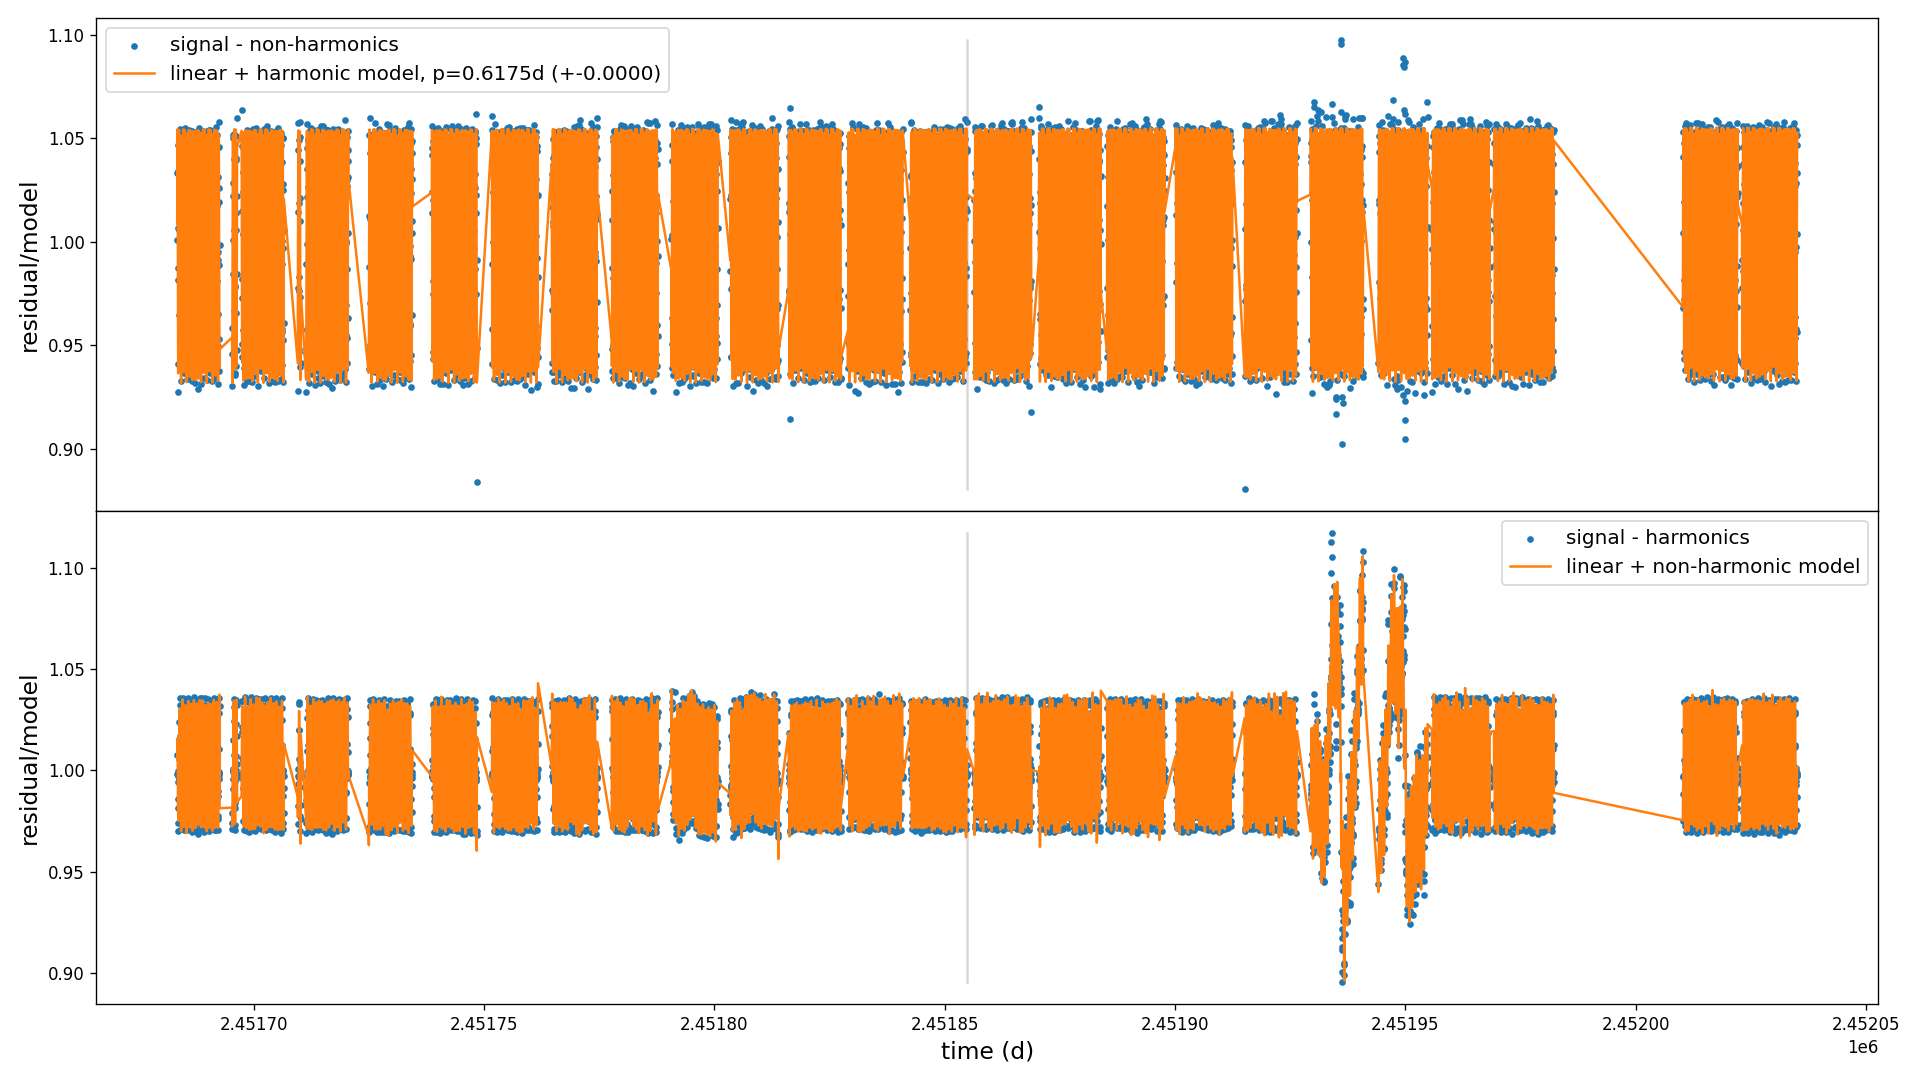 1.10
signal - non-harmonics
linear + harmonic model, p=0.6175d (+-0.0000)
1.05
1.00
0.95
0.90
residual/model
signal - harmonics
linear + non-harmonic model
1.10
1.05
1.00
0.95
0.90
residual/model
2.45170
2.45175
2.45180
2.45185
2.45190
2.45195
2.45200
2.45205
time (d)
1e6